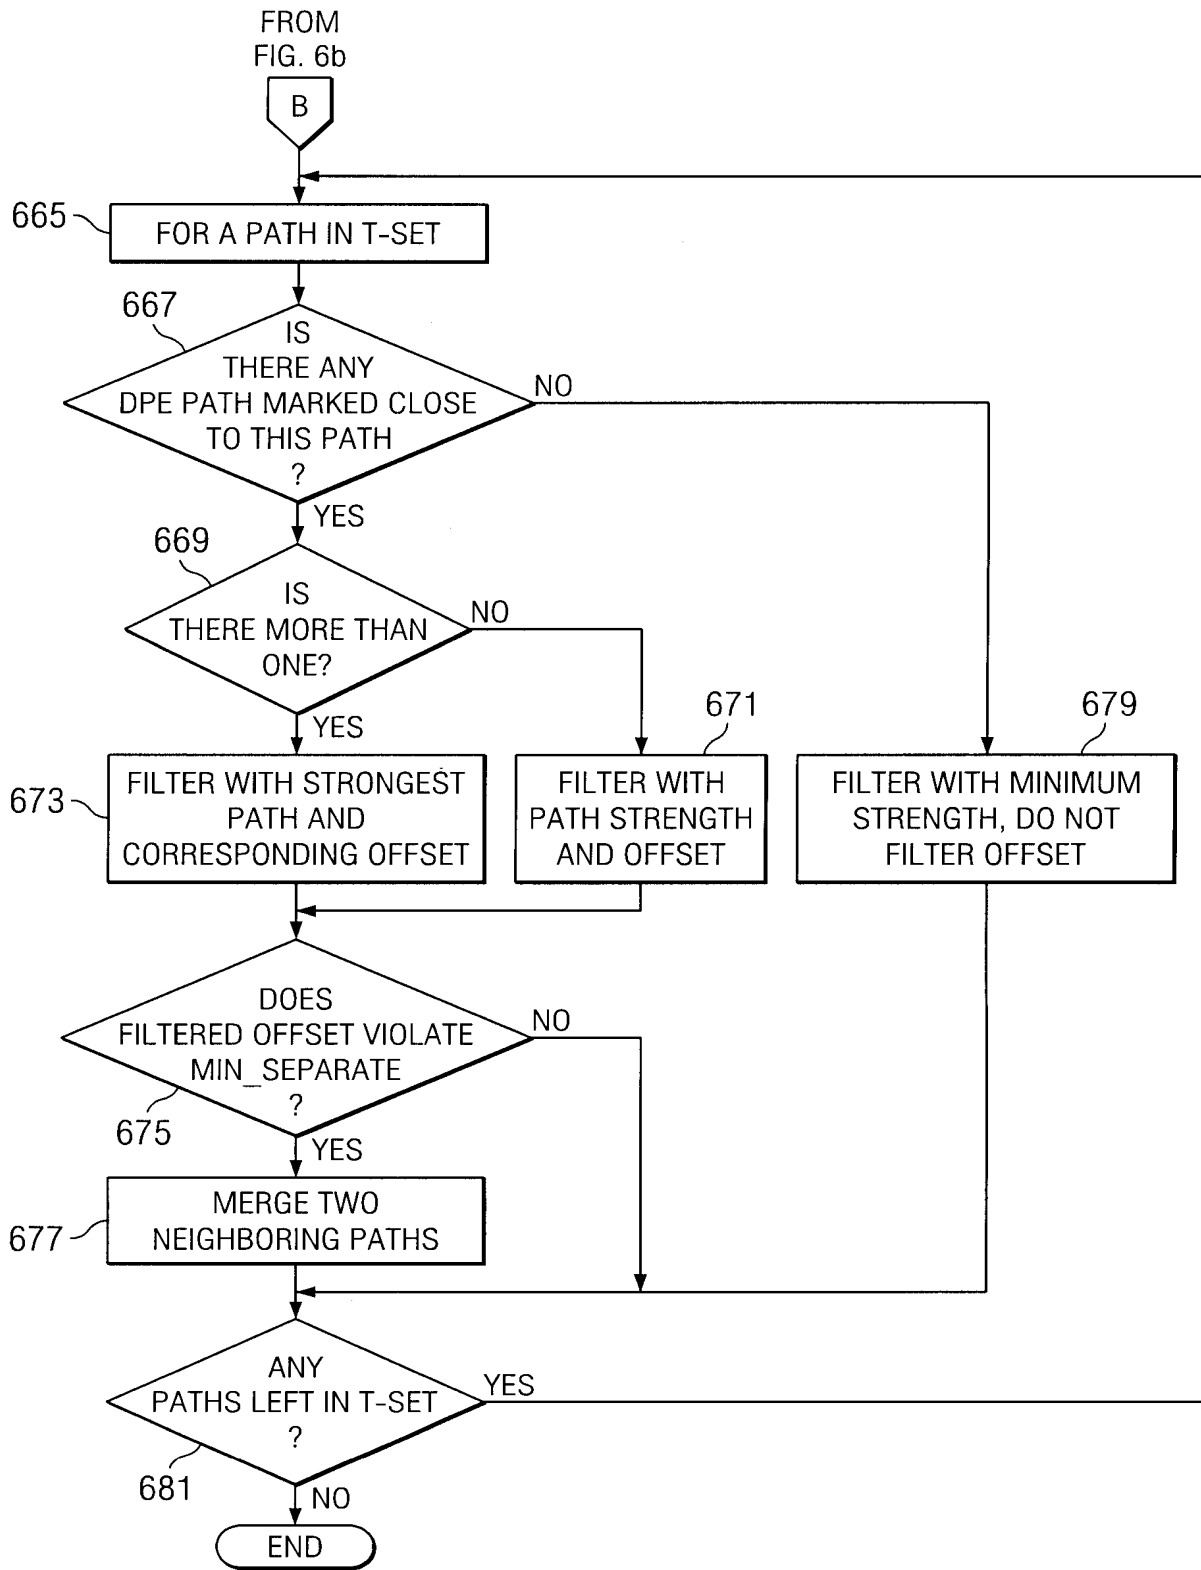 FROM
FIG. 6b
B
665
FOR A PATH IN T-SET
667
IS
THERE ANY
DPE PATH MARKED CLOSE
TO THIS PATH
?
NO
YES
669
IS
THERE MORE THAN
ONE?
NO
YES
671
679
673
FILTER WITH STRONGEST
PATH AND
CORRESPONDING OFFSET
FILTER WITH
PATH STRENGTH
AND OFFSET
FILTER WITH MINIMUM
STRENGTH, DO NOT
FILTER OFFSET
DOES
FILTERED OFFSET VIOLATE
MIN_SEPARATE
?
NO
675
YES
677
MERGE TWO
NEIGHBORING PATHS
ANY
PATHS LEFT IN T-SET
?
YES
681
NO
END